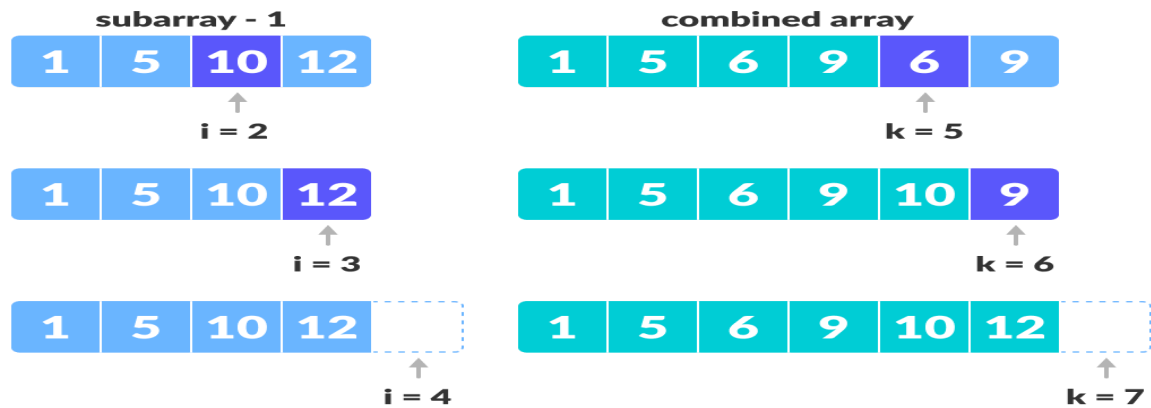 subarray - 1 combined array
1 5 10 12 1 5 6 9 6 9
i = 2 k = 5
1 5 10 12 1 5 6 9 10 9
i = 3 k = 6
1 5 10 12 1 5 6 9 10 12
i = 4 k = 7